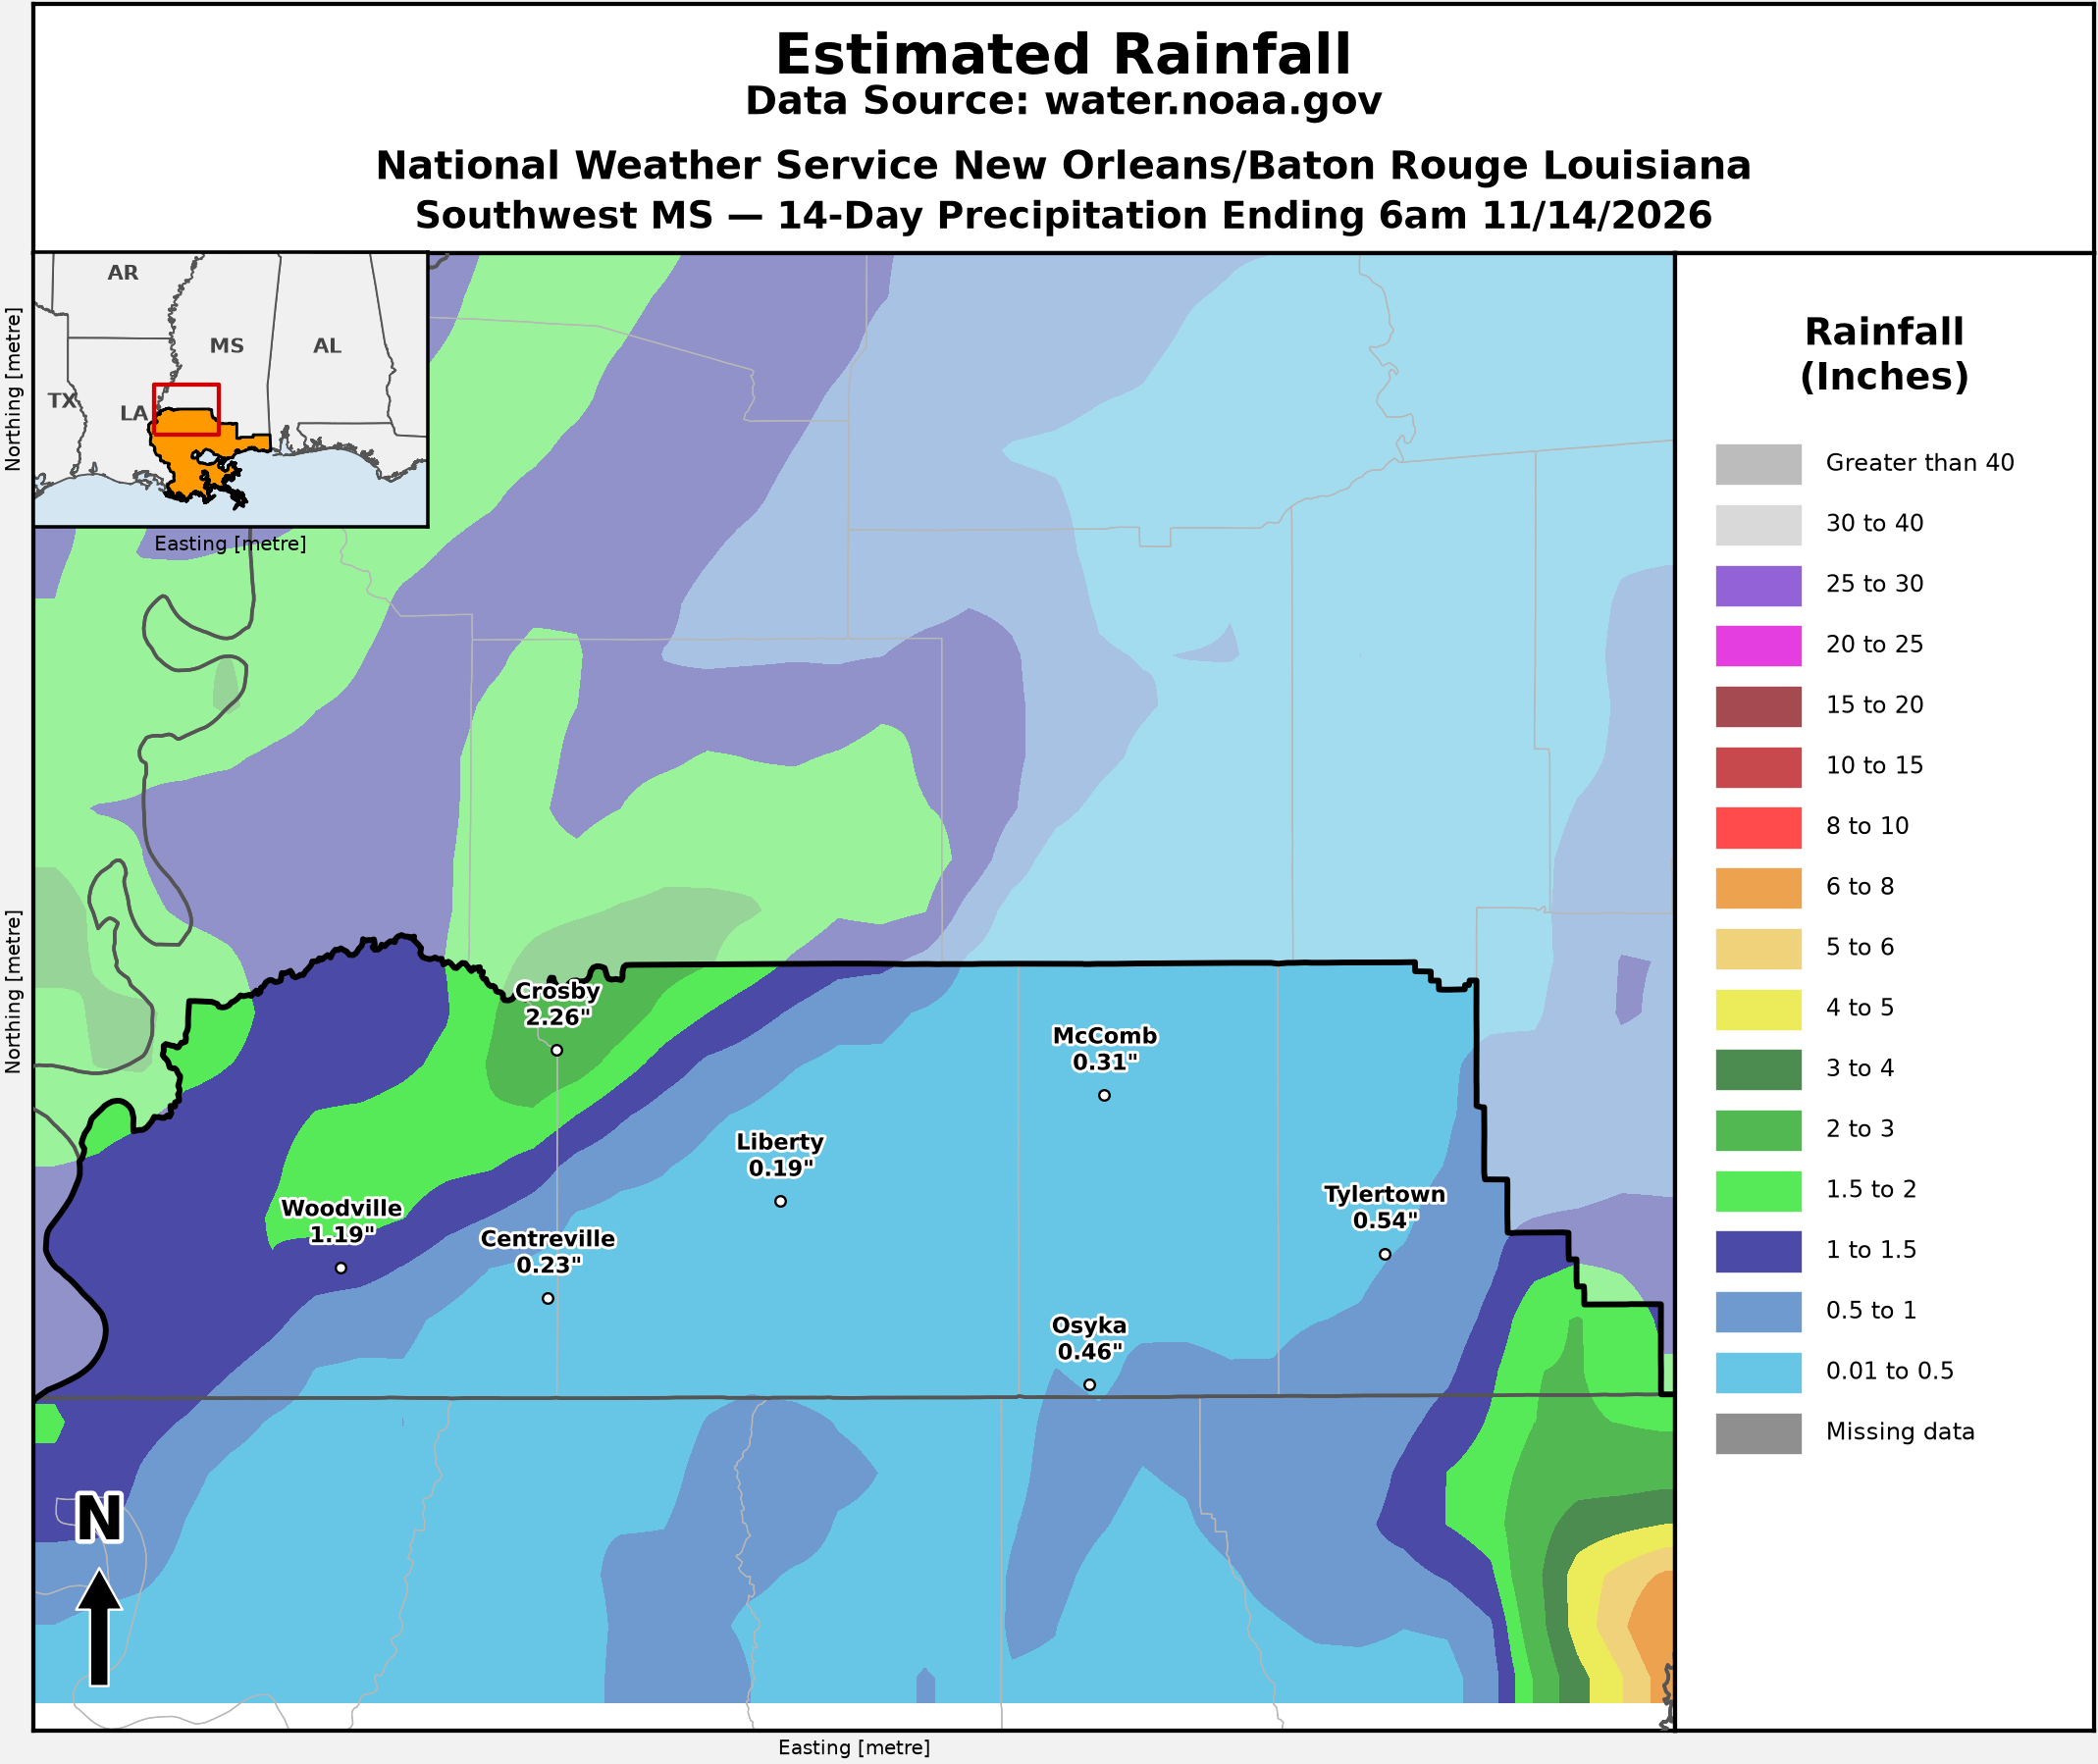 Estimated Rainfall
Data Source: water.noaa.gov
National Weather Service New Orleans/Baton Rouge Louisiana
Southwest MS — 14-Day Precipitation Ending 6am 11/14/2026
AR
MS
AL
TX
LA
Northing [metre]
Easting [metre]
Northing [metre]
Crosby
2.26"
McComb
0.31"
Liberty
0.19"
Woodville
1.19"
Centreville
0.23"
Tylertown
0.54"
Osyka
0.46"
N
Easting [metre]
Rainfall
(Inches)
Greater than 40
30 to 40
25 to 30
20 to 25
15 to 20
10 to 15
8 to 10
6 to 8
5 to 6
4 to 5
3 to 4
2 to 3
1.5 to 2
1 to 1.5
0.5 to 1
0.01 to 0.5
Missing data